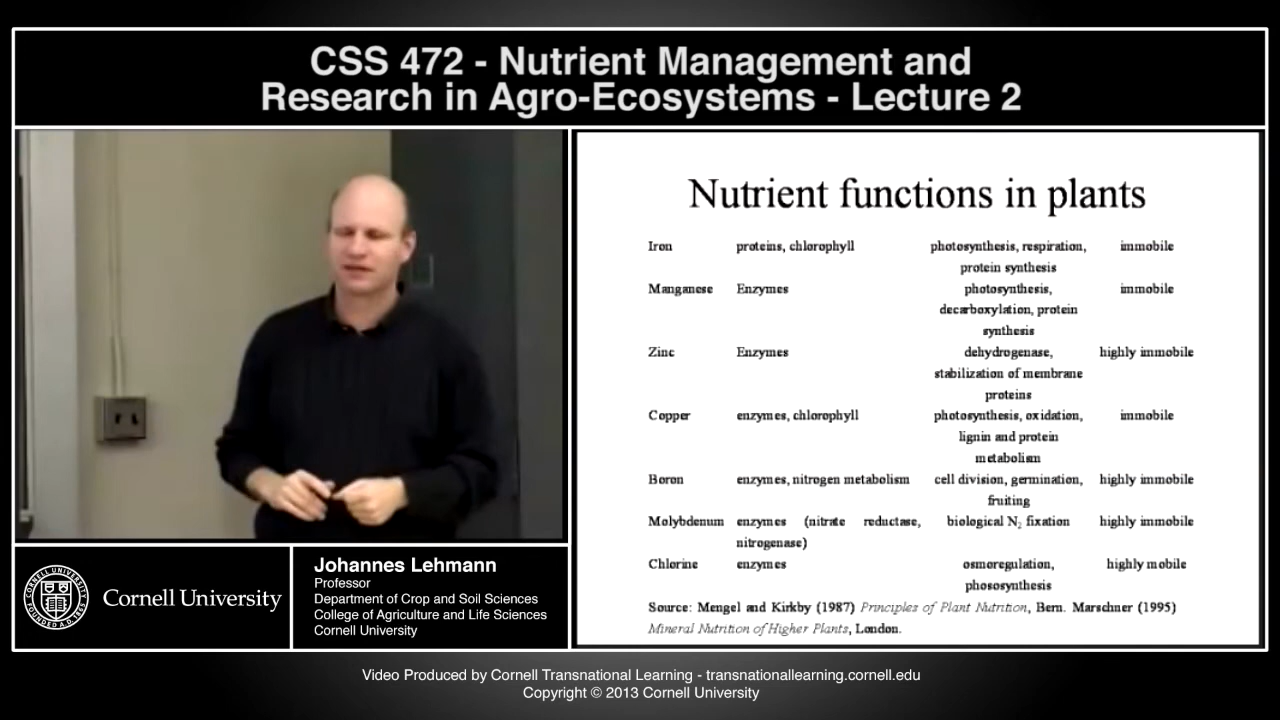 CSS 472 - Nutrient Management and
Research in Agro-Ecosystems - Lecture 2
Nutrient functions in plants
Iron proteins, chlorophyll photosynthesis, respiration, immobile
protein synthesis
Manganese Enzymes photosynthesis, immobile
decarboxylation, protein
synthesis
Zinc Enzymes dehydrogenase, highly immobile
stabilization of membrane
proteins
Copper enzymes, chlorophyll photosynthesis, oxidation, immobile
lignin and protein
metabolism
Boron enzymes, nitrogen metabolism cell division, germination, highly immobile
fruiting
Molybdenum enzymes (nitrate reductase, biological N₂ fixation highly immobile
nitrogenase)
Chlorine enzymes osmoregulation, highly mobile
phososynthesis
Source: Mengel and Kirkby (1987) Principles of Plant Nutrition, Bern. Marschner (1995)
Mineral Nutrition of Higher Plants, London.
Cornell University
Johannes Lehmann
Professor
Department of Crop and Soil Sciences
College of Agriculture and Life Sciences
Cornell University
Video Produced by Cornell Transnational Learning - transnationallearning.cornell.edu
Copyright © 2013 Cornell University